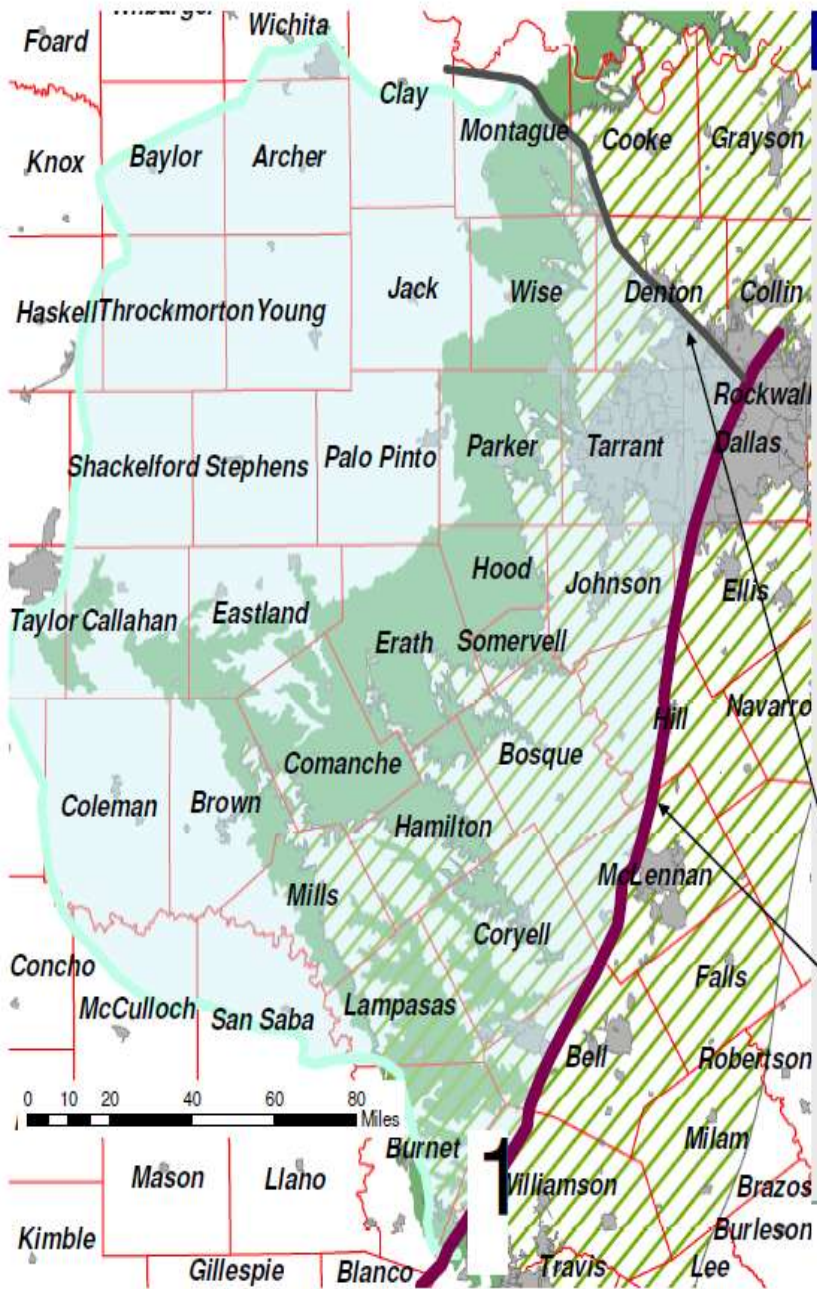 Wichita
Foard
Clay
Montague
Cooke
Grayson
Knox
Baylor
Archer
Jack
Wise
Denton
Collin
Haskell
Throckmorton
Young
Rockwall
Shackelford
Stephens
Palo Pinto
Parker
Tarrant
Dallas
Hood
Johnson
Ellis
Taylor
Callahan
Eastland
Erath
Somervell
Navarro
Hill
Bosque
Comanche
Coleman
Brown
Hamilton
Mills
McLennan
Coryell
Concho
Falls
McCulloch
San Saba
Lampasas
Bell
Robertson
0 10 20 40 60 80
Miles
Burnet
1
Milam
Mason
Llano
Williamson
Brazos
Kimble
Burleson
Gillespie
Blanco
Travis
Lee